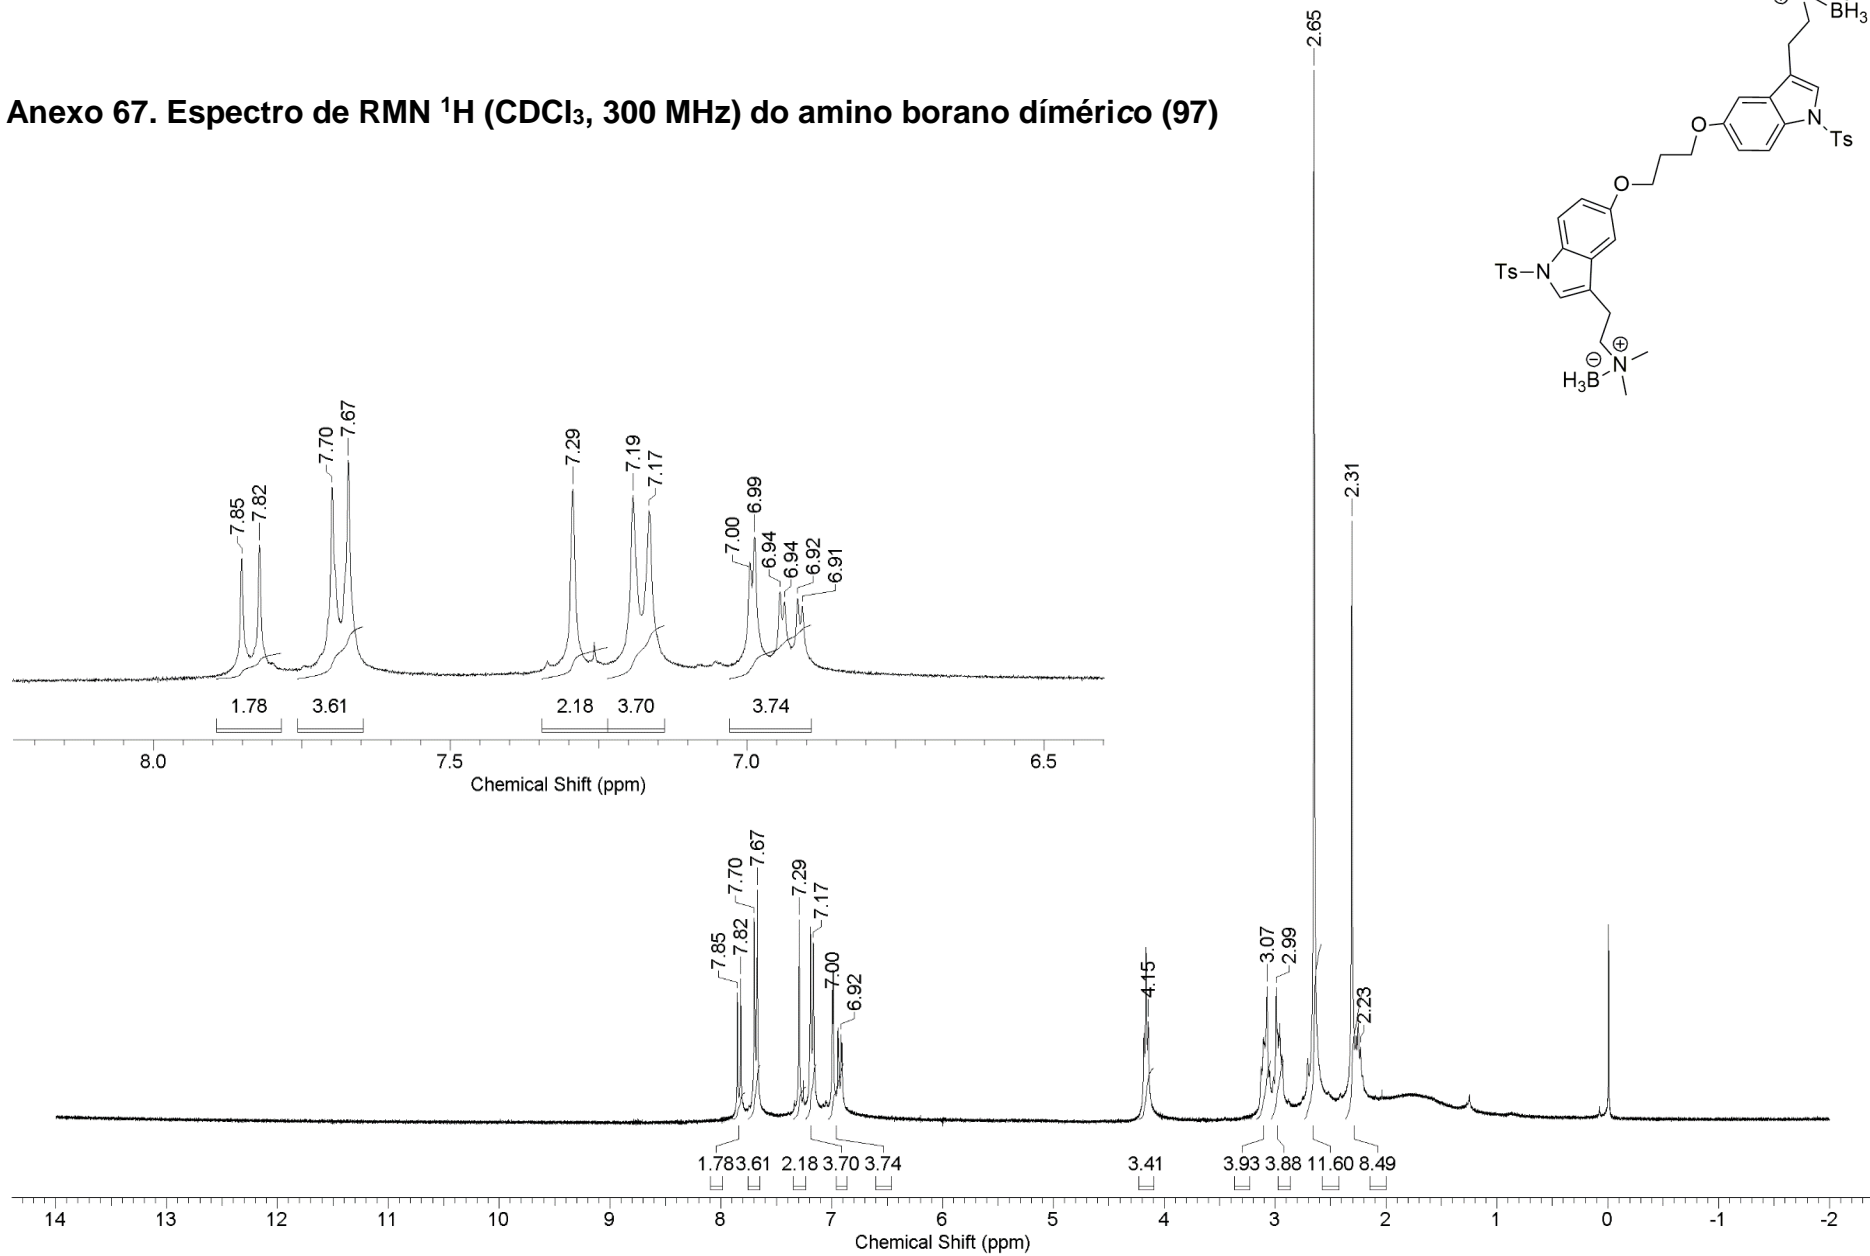 ⊕
BH3
2.65
Anexo 67. Espectro de RMN 1H (CDCl3, 300 MHz) do amino borano dímérico (97)
O
N
Ts
O
Ts
N
⊕
⊖
N
H3B
2.31
7.85
7.82
7.70
7.67
7.29
7.19
7.17
7.00
6.99
6.94
6.94
6.92
6.91
1.78 3.61 2.18 3.70 3.74
8.0 7.5 7.0 6.5
Chemical Shift (ppm)
7.85
7.82
7.70
7.67
7.29
7.17
7.00
6.92
4.15
3.07
2.99
2.23
1.78 3.61 2.18 3.70 3.74 3.41 3.93 3.88 11.60 8.49
14 13 12 11 10 9 8 7 6 5 4 3 2 1 0 -1 -2
Chemical Shift (ppm)